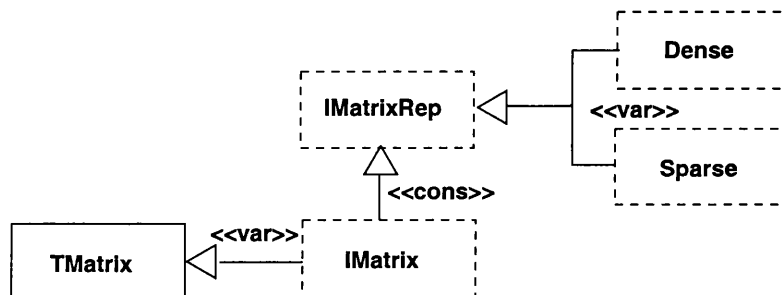 Dense
IMatrixRep
<<var>>
Sparse
<<cons>>
<<var>>
TMatrix
IMatrix